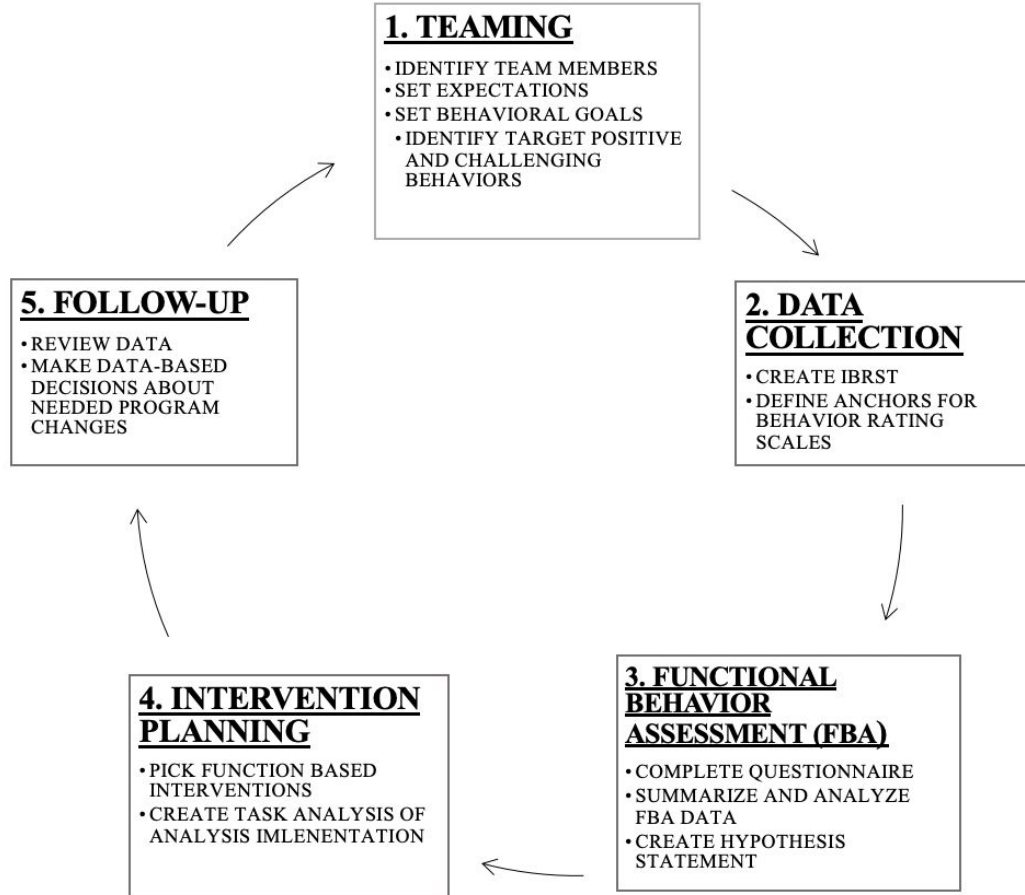 1. TEAMING
• IDENTIFY TEAM MEMBERS
• SET EXPECTATIONS
• SET BEHAVIORAL GOALS
• IDENTIFY TARGET POSITIVE
AND CHALLENGING
BEHAVIORS
2. DATA
COLLECTION
• CREATE IBRST
• DEFINE ANCHORS FOR
BEHAVIOR RATING
SCALES
3. FUNCTIONAL
BEHAVIOR
ASSESSMENT (FBA)
• COMPLETE QUESTIONNAIRE
• SUMMARIZE AND ANALYZE
FBA DATA
• CREATE HYPOTHESIS
STATEMENT
4. INTERVENTION
PLANNING
• PICK FUNCTION BASED
INTERVENTIONS
• CREATE TASK ANALYSIS OF
ANALYSIS IMLENENTATION
5. FOLLOW-UP
• REVIEW DATA
• MAKE DATA-BASED
DECISIONS ABOUT
NEEDED PROGRAM
CHANGES